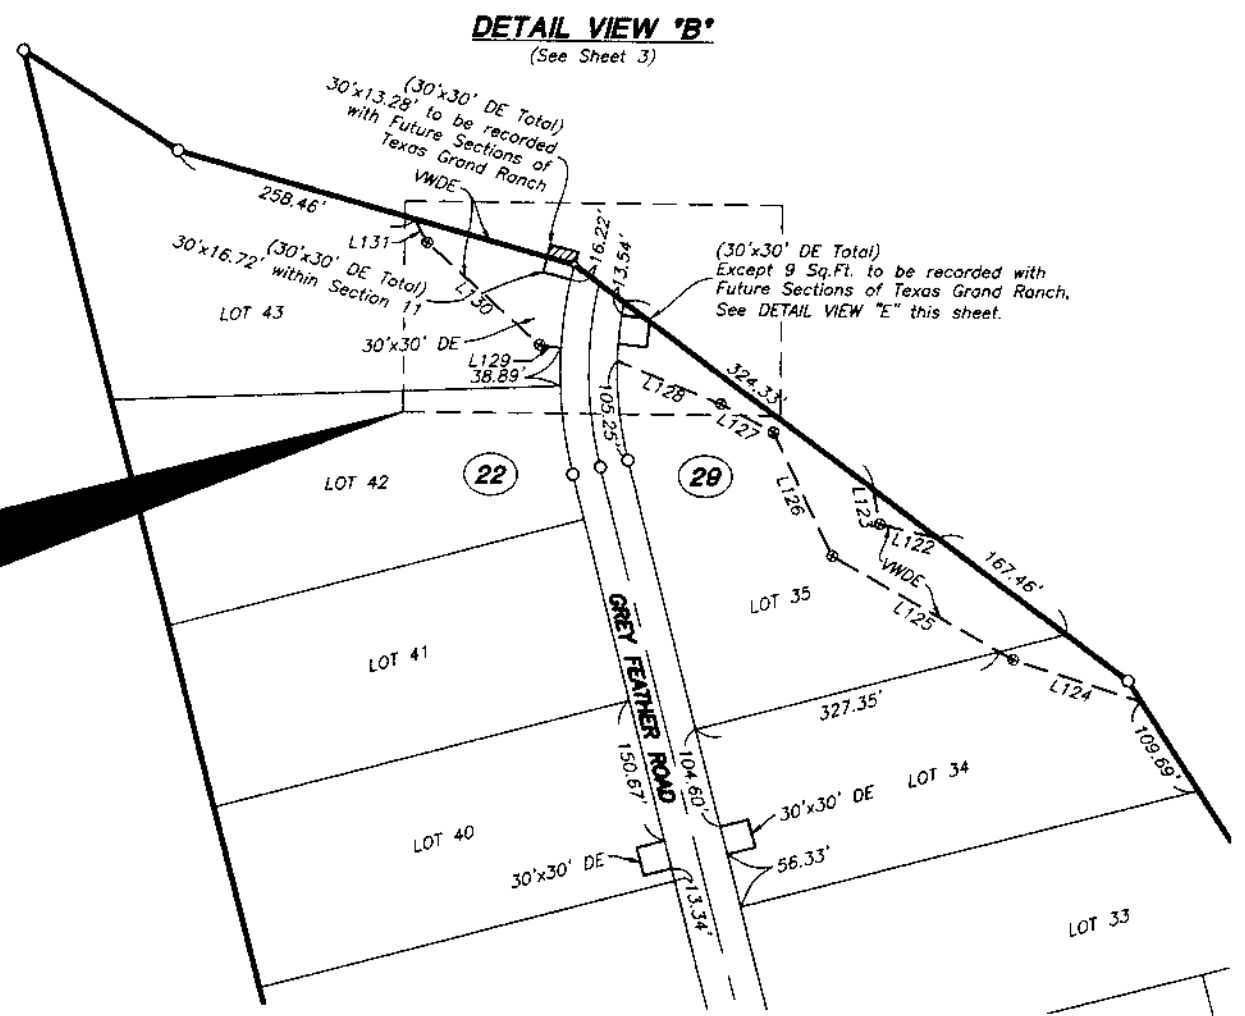 DETAIL VIEW "B"
(See Sheet 3)
(30'x30' DE Total)
30'x13.28' to be recorded
with Future Sections of
Texas Grand Ranch
VWDE
258.46'
L131
(30'x30' DE Total)
30'x16.72' within Section 11
L130
16.22'
13.54'
(30'x30' DE Total)
Except 9 Sq.Ft. to be recorded with
Future Sections of Texas Grand Ranch.
See DETAIL VIEW "E" this sheet.
LOT 43
30'x30' DE
L129
38.89'
105.25'
L128
324.33'
L127
LOT 42
22
29
L126
L123
L122
VWDE
167.46'
L125
LOT 35
LOT 41
GREY FEATHER ROAD
L124
327.35'
109.69'
150.67'
104.60'
LOT 34
30'x30' DE
LOT 40
30'x30' DE
56.33'
13.34'
LOT 33